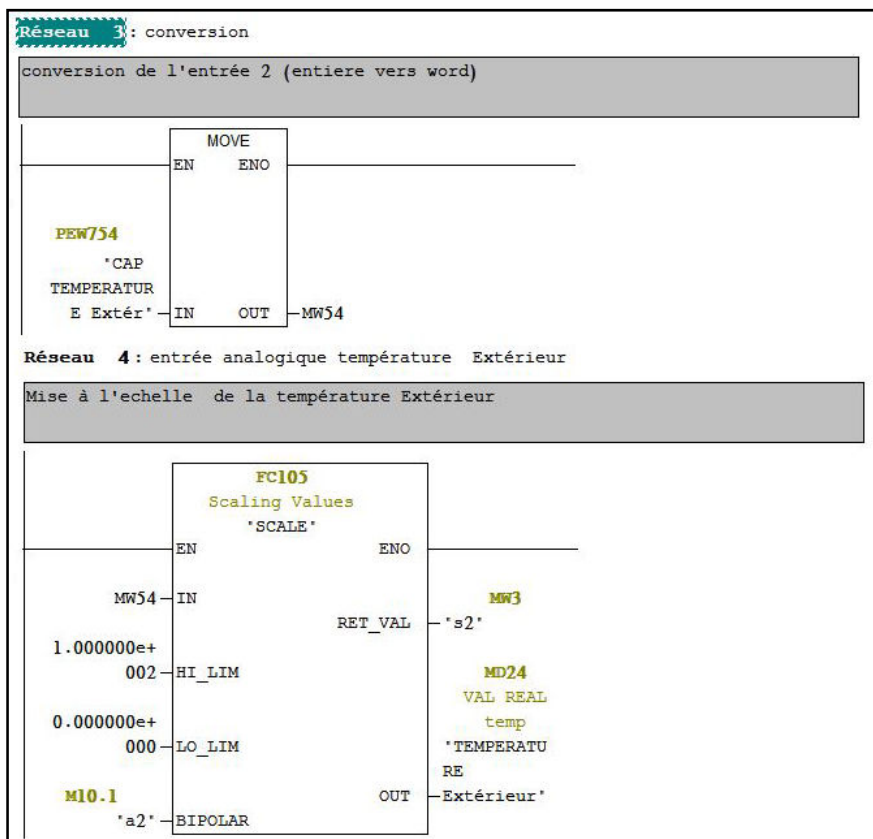 Réseau 3 : conversion
conversion de l'entrée 2 (entiere vers word)
MOVE
EN ENO
PEW754
"CAP
TEMPERATUR
E Extér" IN OUT MW54
Réseau 4 : entrée analogique température Extérieur
Mise à l'echelle de la température Extérieur
FC105
Scaling Values
"SCALE"
EN ENO
MW54 IN
MW3
RET_VAL "s2"
1.000000e+
002 HI_LIM
MD24
VAL REAL
temp
0.000000e+
000 LO_LIM
"TEMPERATU
RE
M10.1
OUT Extérieur"
"a2" BIPOLAR